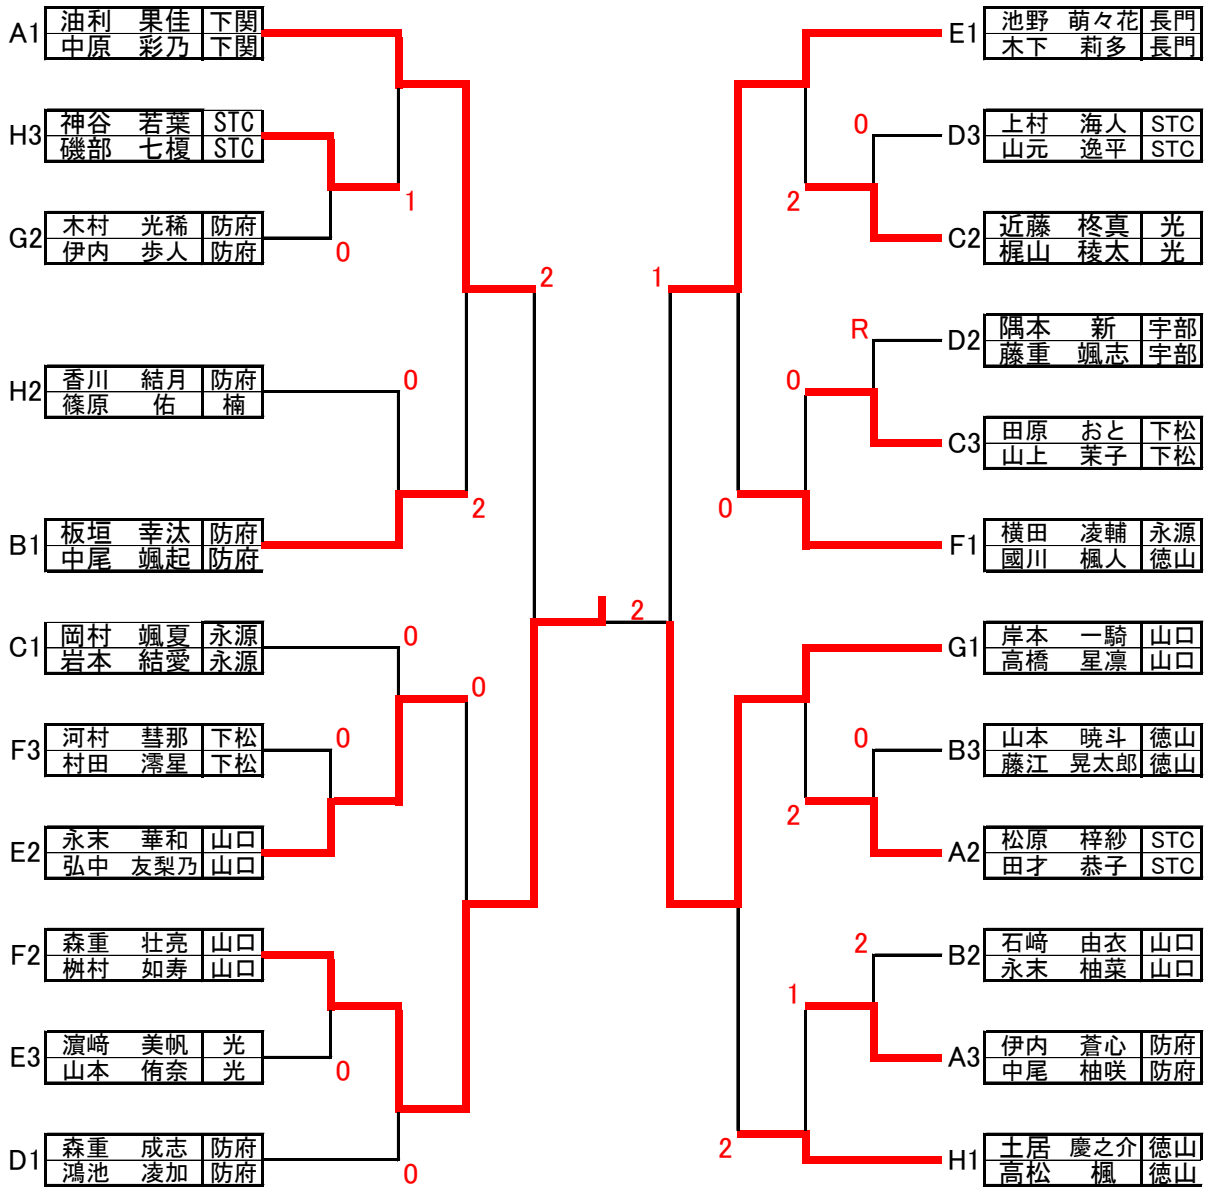 A1 油利 果佳 下関
中原 彩乃 下関
H3 神谷 若葉 STC
磯部 七榎 STC
1
G2 木村 光稀 防府
伊内 歩人 防府
0
2
H2 香川 結月 防府
篠原 佑 楠
0
B1 板垣 幸汰 防府
中尾 颯起 防府
2
C1 岡村 颯夏 永源
岩本 結愛 永源
0
0
F3 河村 彗那 下松
村田 澪星 下松
0
E2 永末 華和 山口
弘中 友梨乃 山口
F2 森重 壮亮 山口
桝村 如寿 山口
E3 濵﨑 美帆 光
山本 侑奈 光
0
D1 森重 成志 防府
鴻池 凌加 防府
0
2
E1 池野 萌々花 長門
木下 莉多 長門
0
D3 上村 海人 STC
山元 逸平 STC
2
C2 近藤 柊真 光
梶山 稜太 光
1
R
D2 隅本 新 宇部
藤重 颯志 宇部
0
C3 田原 おと 下松
山上 茉子 下松
0
F1 横田 凌輔 永源
國川 楓人 徳山
G1 岸本 一騎 山口
高橋 星凛 山口
0
B3 山本 暁斗 徳山
藤江 晃太郎 徳山
2
A2 松原 梓紗 STC
田才 恭子 STC
2
B2 石﨑 由衣 山口
永末 柚菜 山口
1
A3 伊内 蒼心 防府
中尾 柚咲 防府
2
H1 土居 慶之介 徳山
高松 楓 徳山